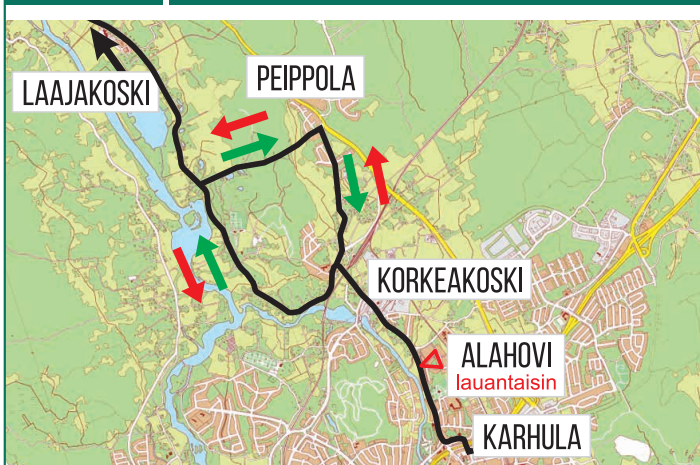 PEIPPOLA
LAAJAKOSKI
KORKEAKOSKI
ALAHOVI
lauantaisin
KARHULA